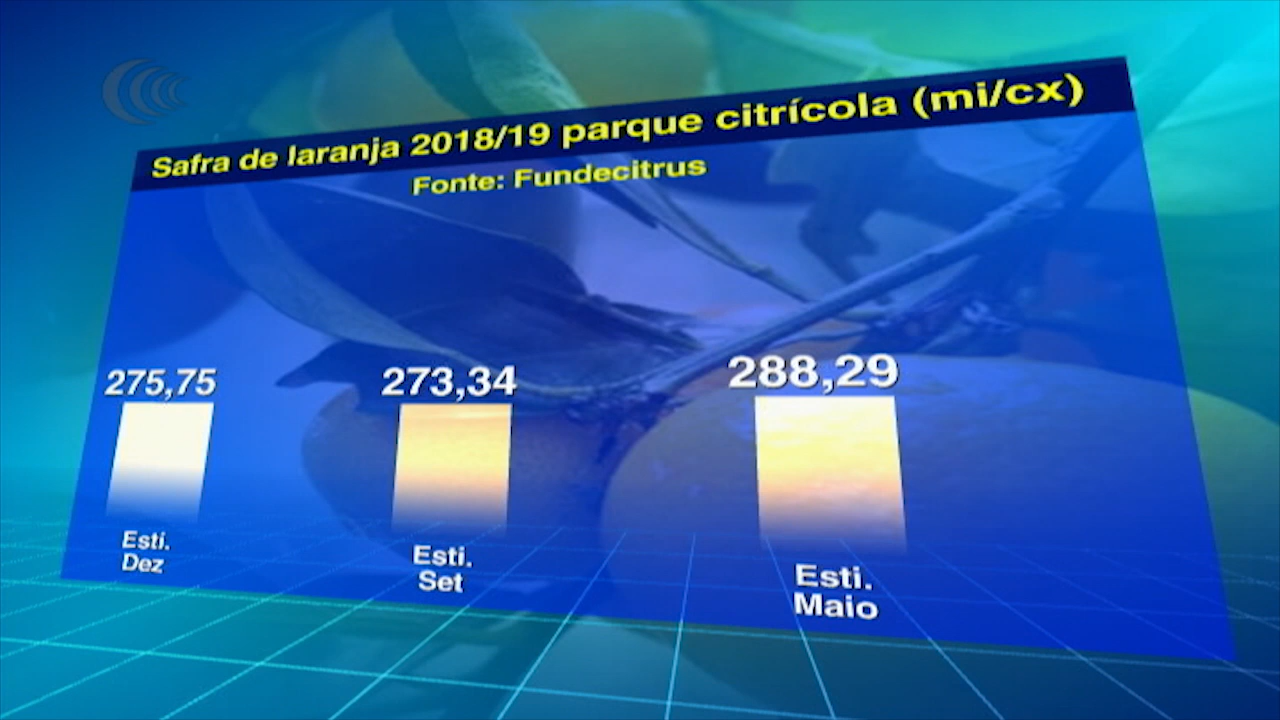 Safra de laranja 2018/19 parque citrícola (mi/cx)
Fonte: Fundecitrus
275,75
273,34
288,29
Esti.
Dez
Esti.
Set
Esti.
Maio